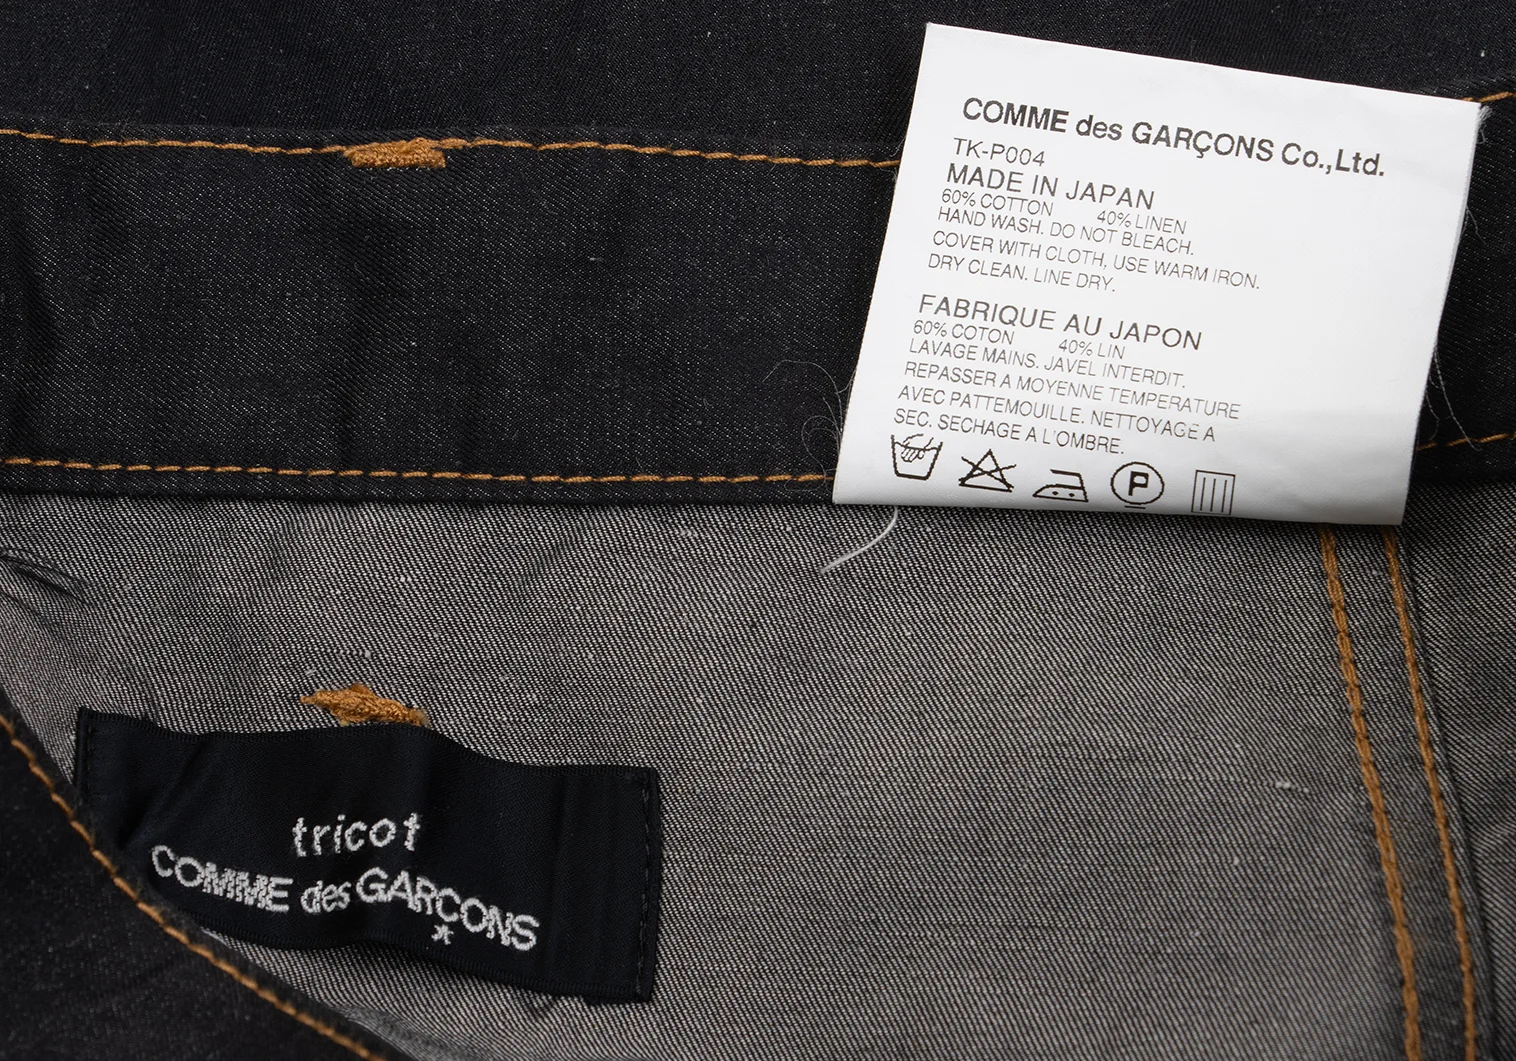 COMME des GARÇONS Co.,Ltd.
TK-P004
MADE IN JAPAN
60% COTTON 40% LINEN
HAND WASH. DO NOT BLEACH.
COVER WITH CLOTH, USE WARM IRON.
DRY CLEAN. LINE DRY.
FABRIQUE AU JAPON
60% COTON 40% LIN
LAVAGE MAINS. JAVEL INTERDIT.
REPASSER A MOYENNE TEMPERATURE
AVEC PATTEMOUILLE. NETTOYAGE A
SEC. SECHAGE A L'OMBRE.
P
tricot
COMME des GARÇONS